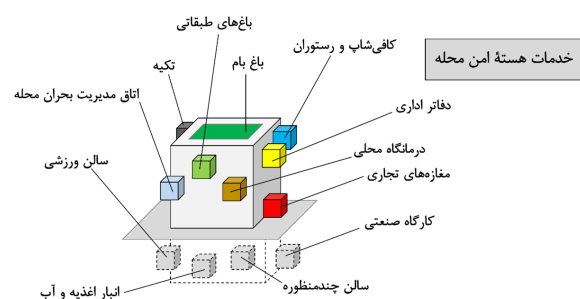 خدمات هستهٔ امن محله
باغ‌های طبقاتی
کافی‌شاپ و رستوران
باغ بام
تکیه
اتاق مدیریت بحران محله
دفاتر اداری
درمانگاه محلی
سالن ورزشی
مغازه‌های تجاری
کارگاه صنعتی
سالن چندمنظوره
انبار اغذیه و آب